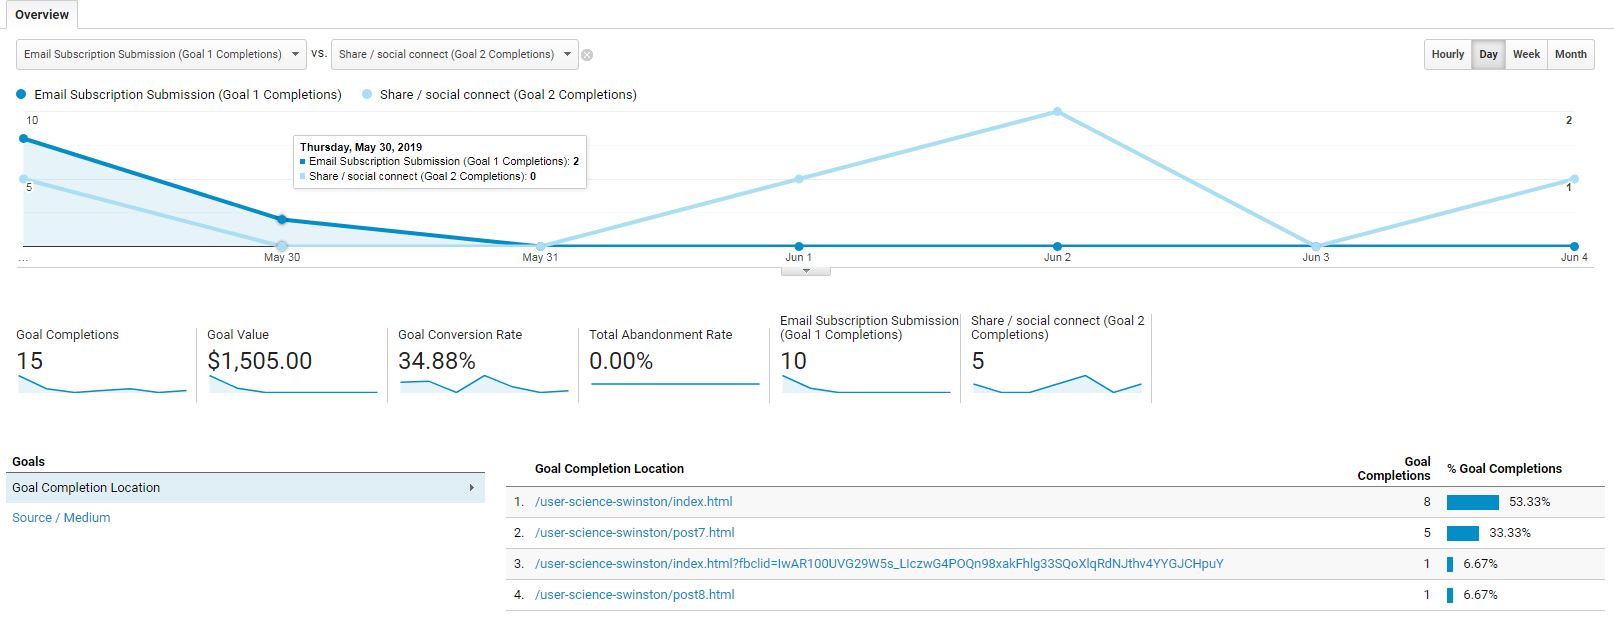 Overview
Email Subscription Submission (Goal 1 Completions) vs. Share / social connect (Goal 2 Completions)
Hourly Day Week Month
Email Subscription Submission (Goal 1 Completions) Share / social connect (Goal 2 Completions)
10 2
Thursday, May 30, 2019
Email Subscription Submission (Goal 1 Completions): 2
Share / social connect (Goal 2 Completions): 0
5 1
... May 30 May 31 Jun 1 Jun 2 Jun 3 Jun 4
Goal Completions
15
Goal Value
$1,505.00
Goal Conversion Rate
34.88%
Total Abandonment Rate
0.00%
Email Subscription Submission
(Goal 1 Completions)
10
Share / social connect (Goal 2
Completions)
5
Goals
Goal Completion Location
Source / Medium
Goal Completion Location
Goal
Completions
% Goal Completions
1. /user-science-swinston/index.html 8 53.33%
2. /user-science-swinston/post7.html 5 33.33%
3. /user-science-swinston/index.html?fbclid=IwAR100UVG29W5s_LIczwG4POQn98xakFhlg33SQoXlqRdNJthv4YYGJCHpuY 1 6.67%
4. /user-science-swinston/post8.html 1 6.67%